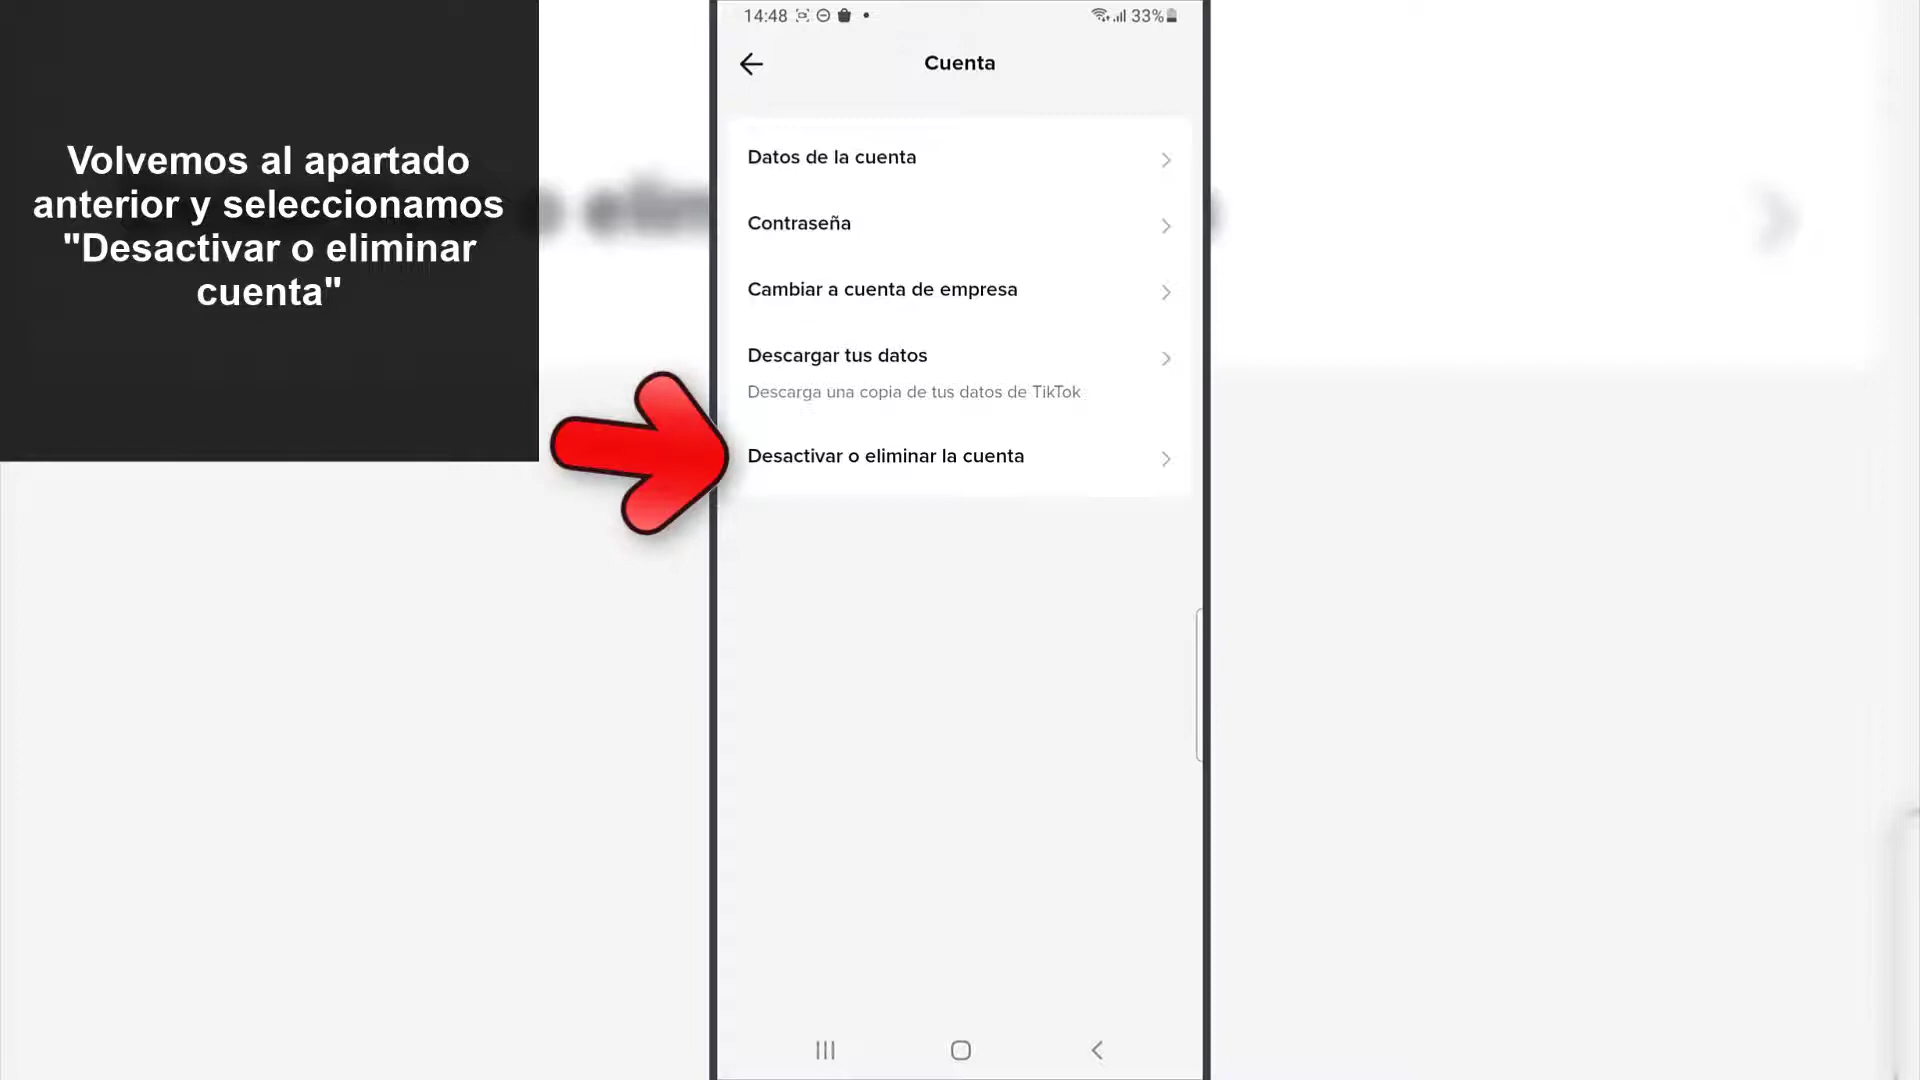 Volvemos al apartado
anterior y seleccionamos
"Desactivar o eliminar
cuenta"
14:48
33%
Cuenta
Datos de la cuenta
Contraseña
Cambiar a cuenta de empresa
Descargar tus datos
Descarga una copia de tus datos de TikTok
Desactivar o eliminar la cuenta
o elim